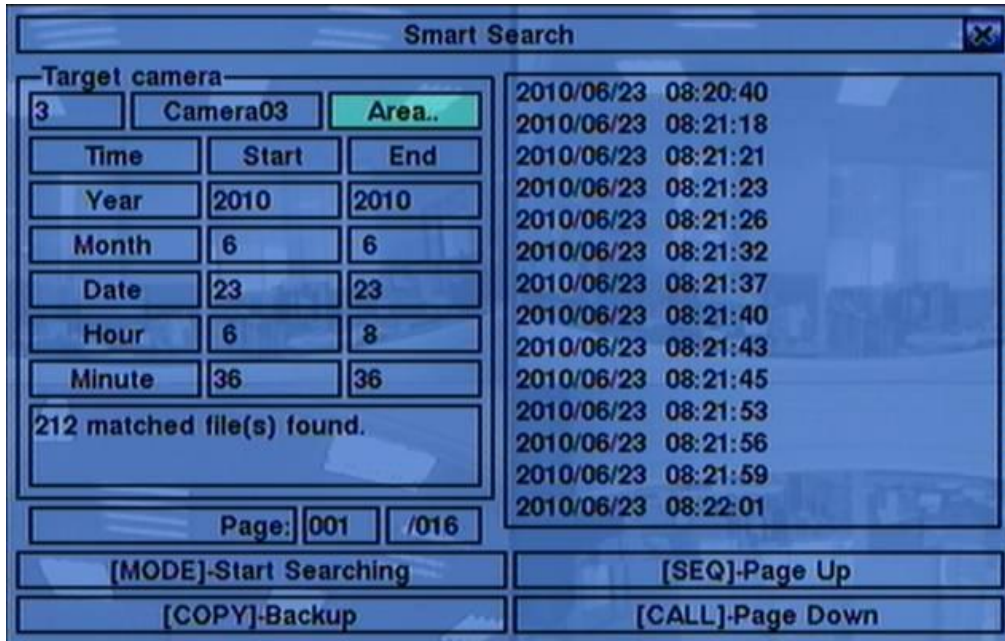 Smart Search
Target camera
3 Camera03 Area..
Time Start End
Year 2010 2010
Month 6 6
Date 23 23
Hour 6 8
Minute 36 36
212 matched file(s) found.
Page: 001 /016
2010/06/23 08:20:40
2010/06/23 08:21:18
2010/06/23 08:21:21
2010/06/23 08:21:23
2010/06/23 08:21:26
2010/06/23 08:21:32
2010/06/23 08:21:37
2010/06/23 08:21:40
2010/06/23 08:21:43
2010/06/23 08:21:45
2010/06/23 08:21:53
2010/06/23 08:21:56
2010/06/23 08:21:59
2010/06/23 08:22:01
[MODE]-Start Searching
[SEQ]-Page Up
[COPY]-Backup
[CALL]-Page Down